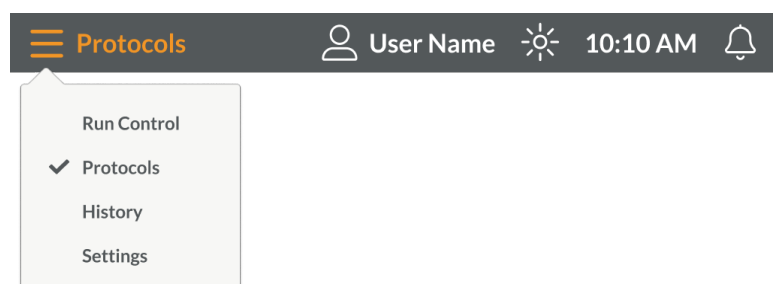 Protocols User Name 10:10 AM
Run Control
Protocols
History
Settings